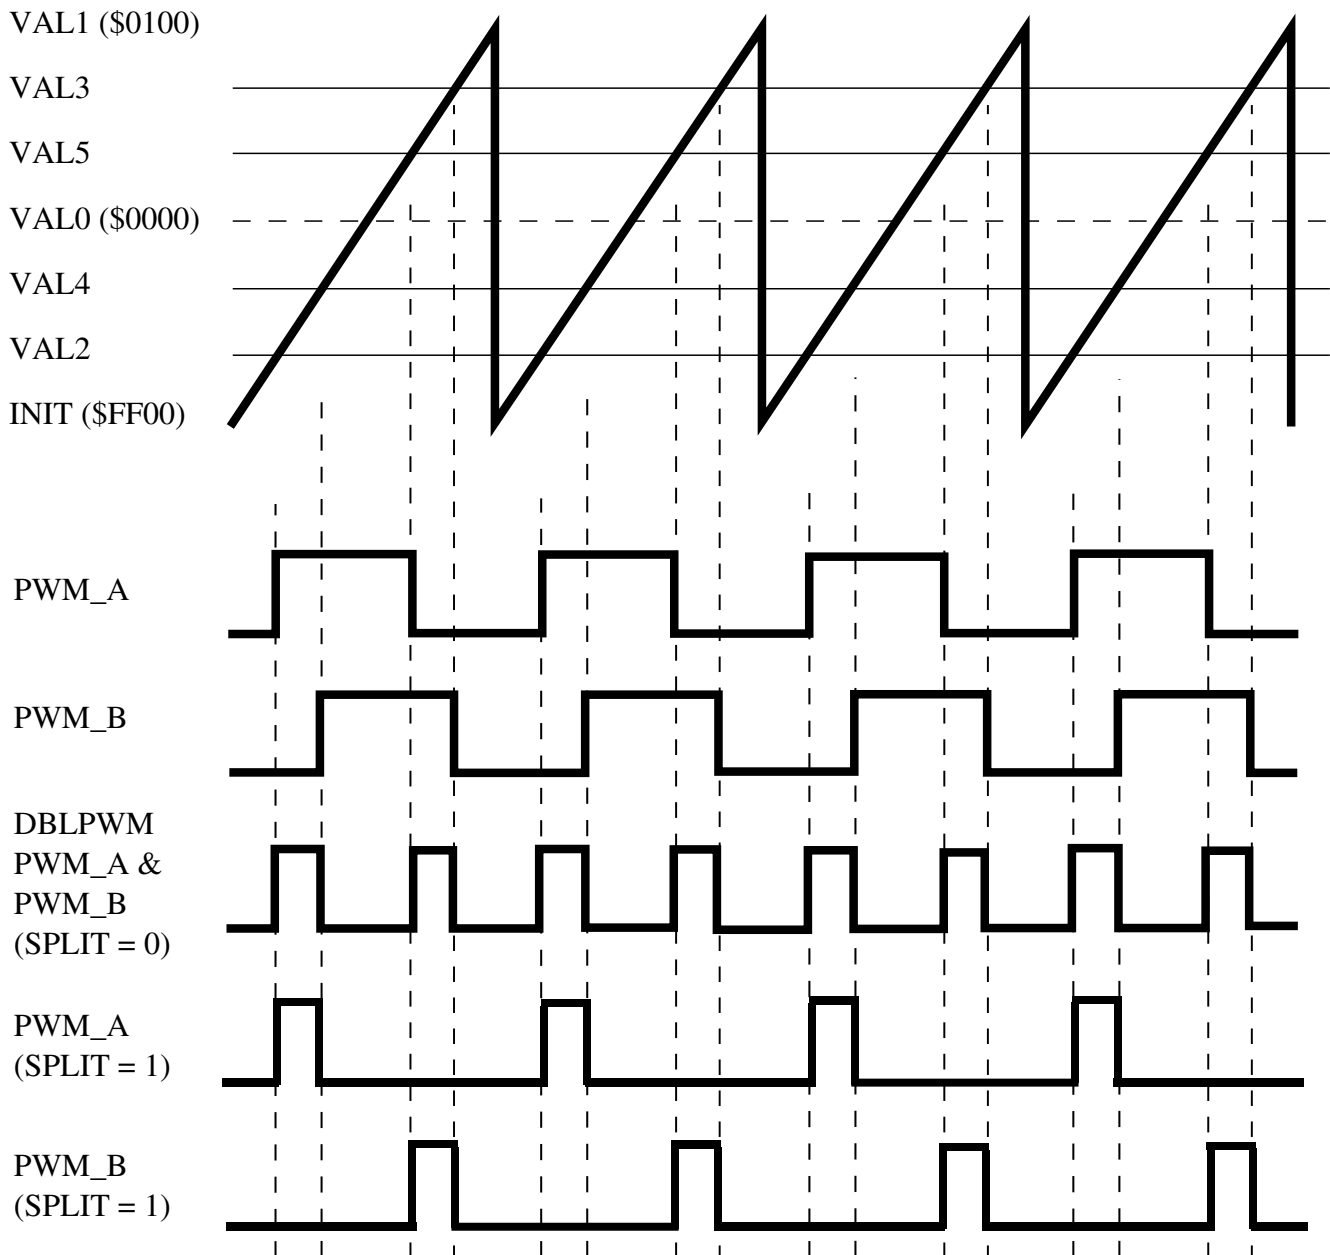 VAL1 ($0100)
VAL3
VAL5
VAL0 ($0000)
VAL4
VAL2
INIT ($FF00)
PWM_A
PWM_B
DBLPWM
PWM_A &
PWM_B
(SPLIT = 0)
PWM_A
(SPLIT = 1)
PWM_B
(SPLIT = 1)